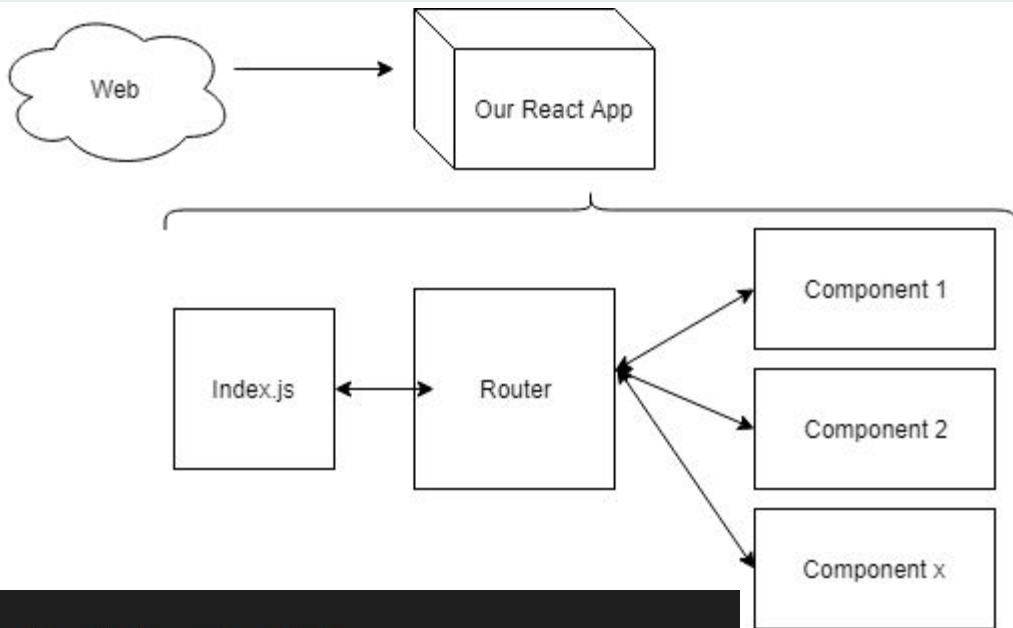 Web
Our React App
Index.js
Router
Component 1
Component 2
Component x